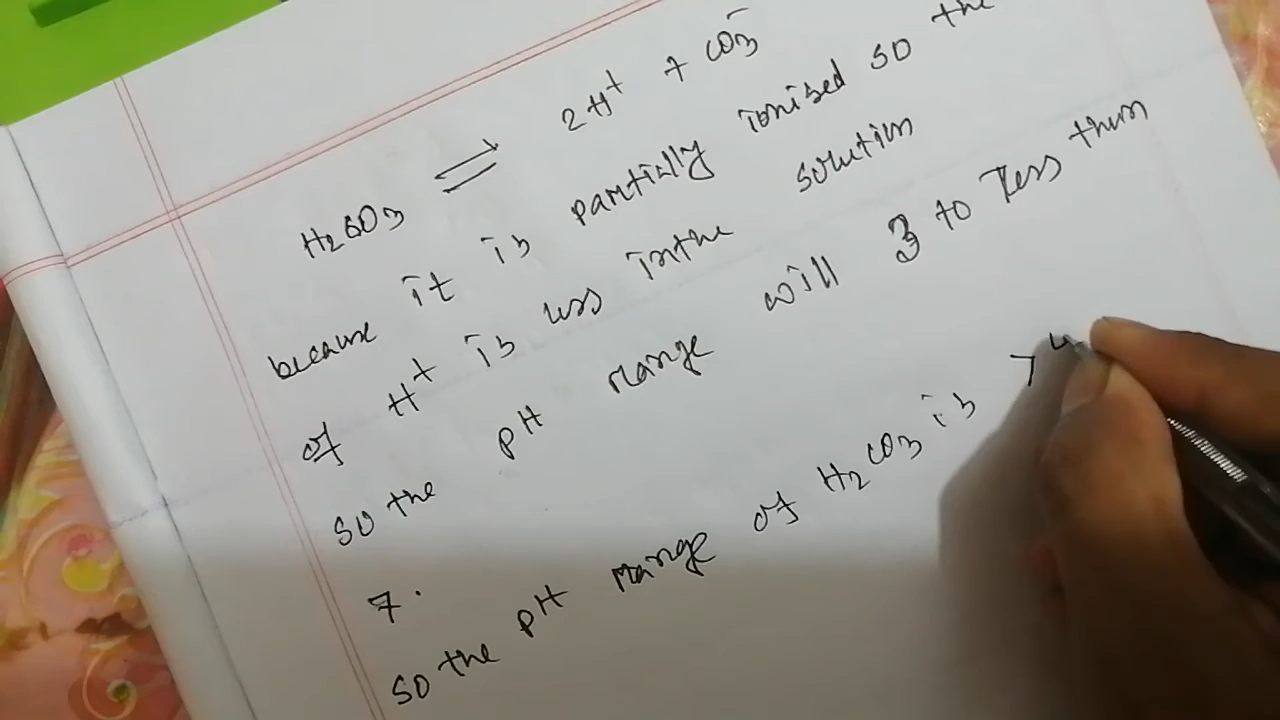 H2CO3 ⇌ 2H+ + CO3-
because it is partially ionised so the
of H+ is less in the solution
so the pH range will 3 to less than
7.
so the pH range of H2CO3 is > 4